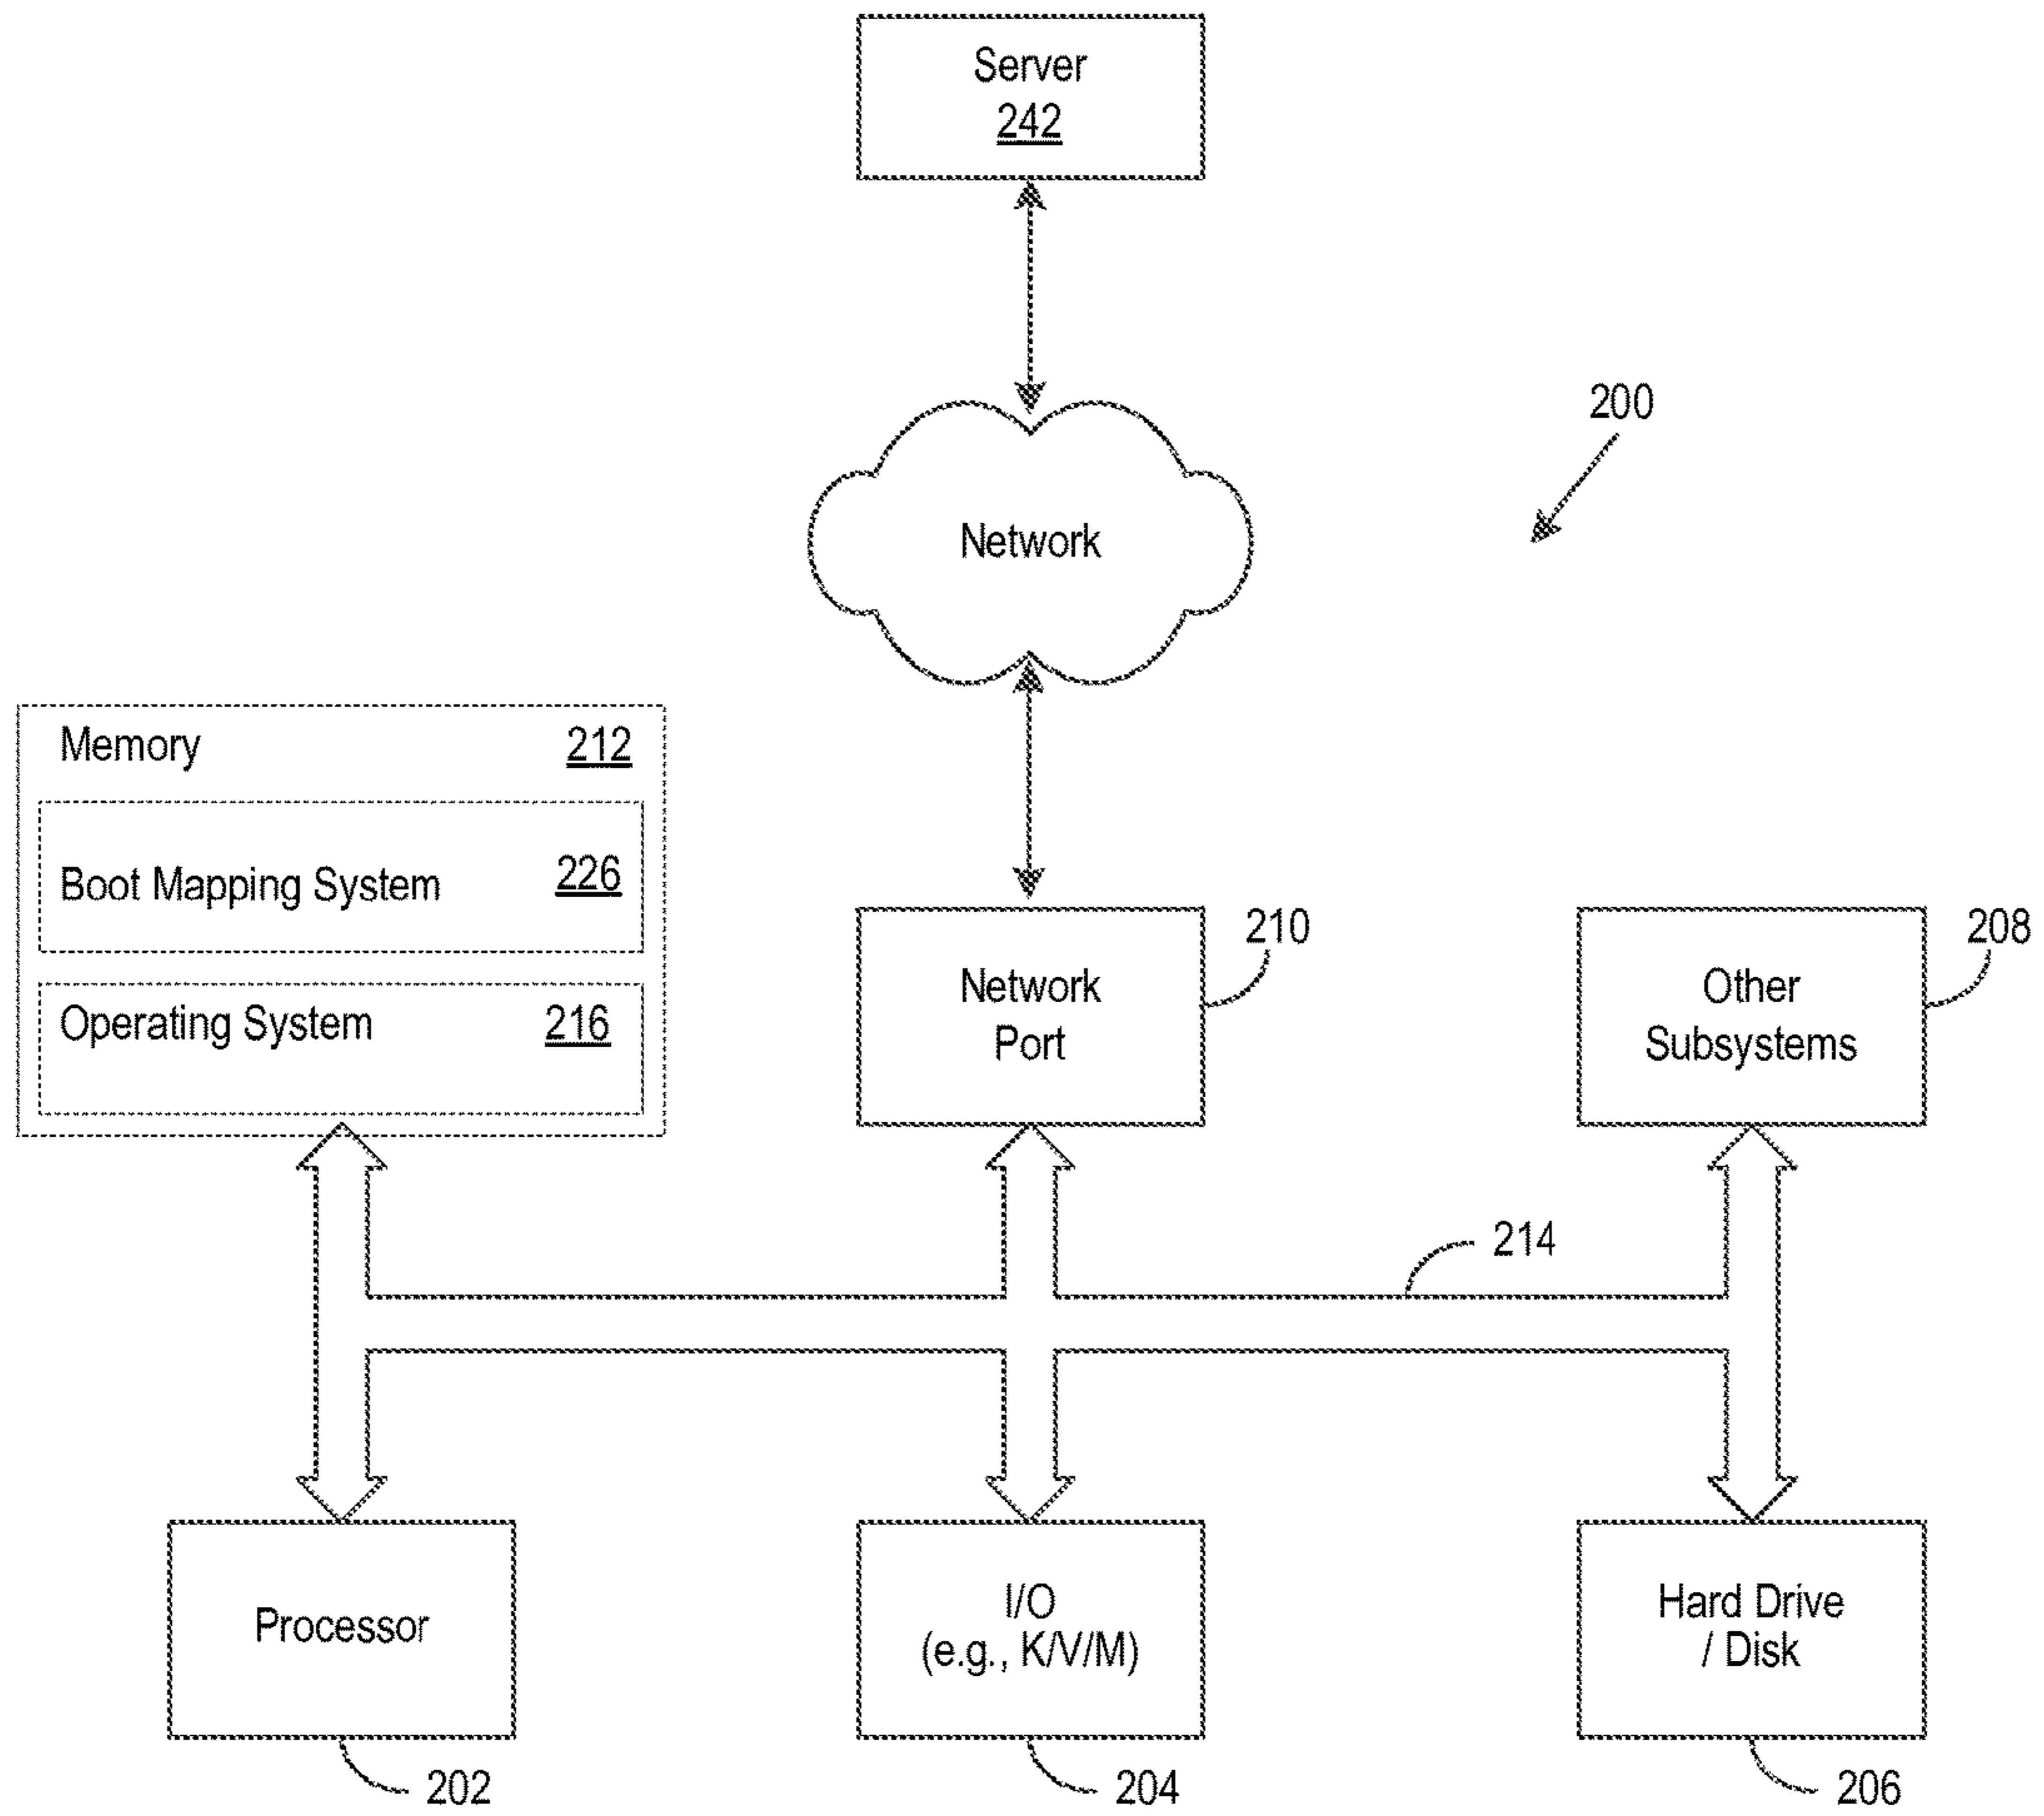 Server
242
200
Network
Memory 212
Boot Mapping System 226
Operating System 216
Network
Port
210
Other
Subsystems
208
214
Processor
202
I/O
(e.g., K/V/M)
204
Hard Drive
/ Disk
206